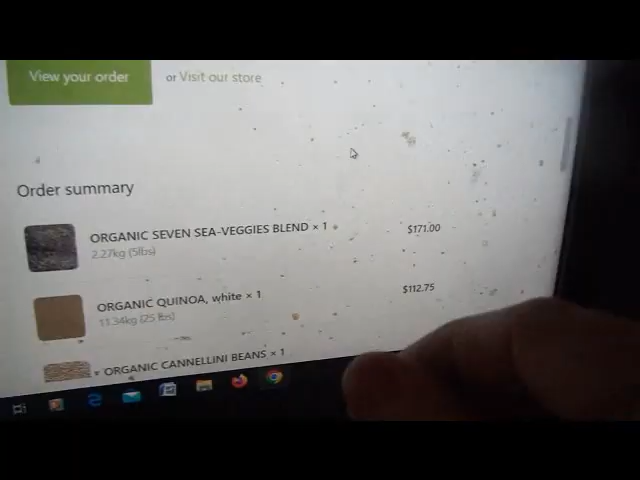 View your order
or Visit our store
Order summary
ORGANIC SEVEN SEA-VEGGIES BLEND × 1
$171.00
2.27kg (5lbs)
ORGANIC QUINOA, white × 1
$112.75
11.34kg (25 lbs)
ORGANIC CANNELLINI BEANS × 1